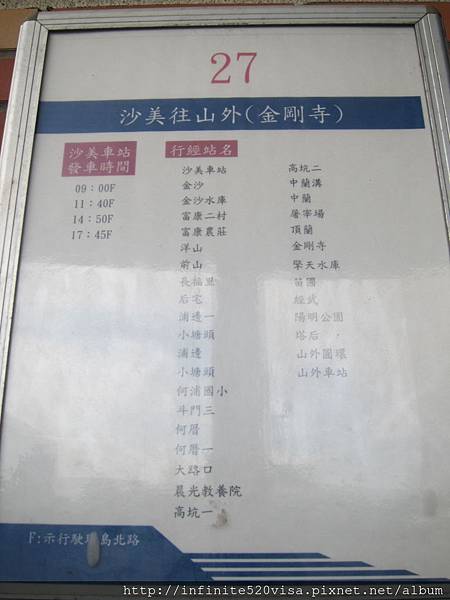 27
沙美往山外(金剛寺)
沙美車站
發車時間
09：00F
11：40F
14：50F
17：45F
行經站名
沙美車站
金沙
金沙水庫
富康二村
富康農莊
洋山
前山
長福里
后宅
浦邊一
小塘頭
浦邊
小塘頭
何浦國小
斗門三
何厝
何厝一
大路口
晨光教養院
高坑一
高坑二
中蘭溝
中蘭
屠宰場
頂蘭
金剛寺
擎天水庫
苗圃
經武
陽明公園
塔后
山外圓環
山外車站
F:示行駛環島北路
http://infinite520visa.pixnet.net/album